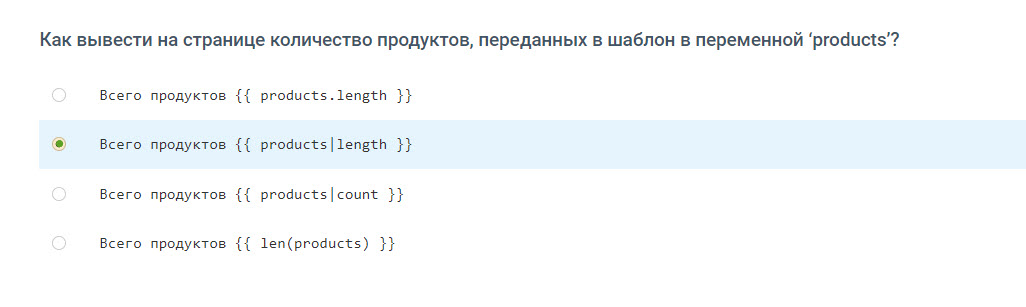 Как вывести на странице количество продуктов, переданных в шаблон в переменной ‘products’?
Всего продуктов {{ products.length }}
Всего продуктов {{ products|length }}
Всего продуктов {{ products|count }}
Всего продуктов {{ len(products) }}